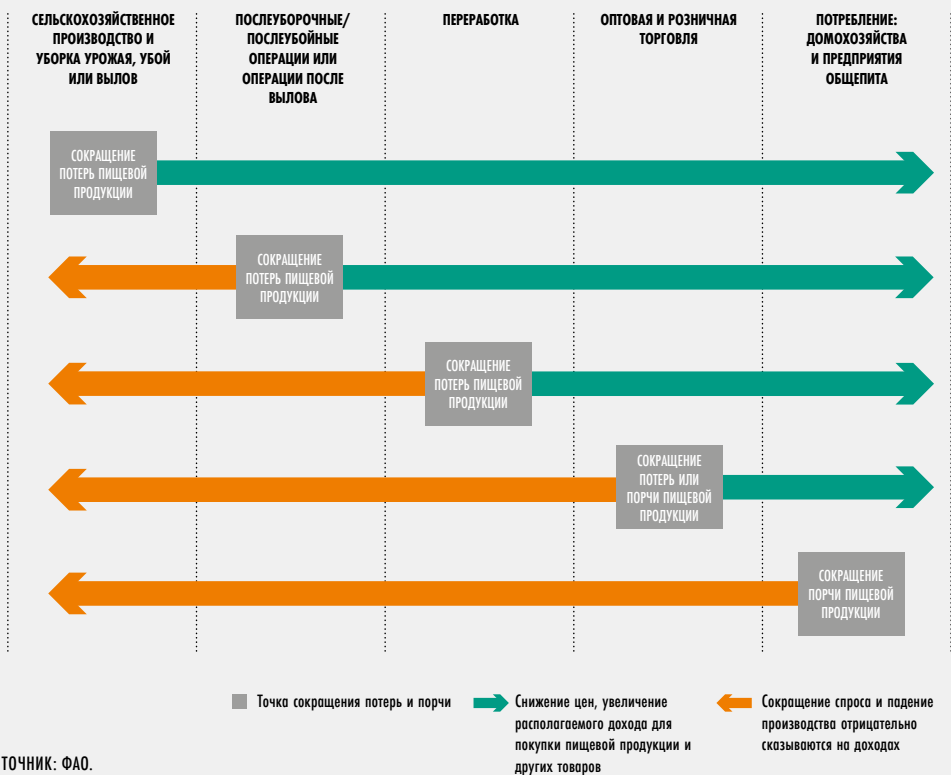 СЕЛЬСКОХОЗЯЙСТВЕННОЕ
ПРОИЗВОДСТВО И
УБОРКА УРОЖАЯ, УБОЙ
ИЛИ ВЫЛОВ
ПОСЛЕУБОРОЧНЫЕ/
ПОСЛЕУБОЙНЫЕ
ОПЕРАЦИИ ИЛИ
ОПЕРАЦИИ ПОСЛЕ
ВЫЛОВА
ПЕРЕРАБОТКА
ОПТОВАЯ И РОЗНИЧНАЯ
ТОРГОВЛЯ
ПОТРЕБЛЕНИЕ:
ДОМОХОЗЯЙСТВА
И ПРЕДПРИЯТИЯ
ОБЩЕПИТА
СОКРАЩЕНИЕ
ПОТЕРЬ ПИЩЕВОЙ
ПРОДУКЦИИ
СОКРАЩЕНИЕ
ПОТЕРЬ ПИЩЕВОЙ
ПРОДУКЦИИ
СОКРАЩЕНИЕ
ПОТЕРЬ ПИЩЕВОЙ
ПРОДУКЦИИ
СОКРАЩЕНИЕ
ПОТЕРЬ ИЛИ
ПОРЧИ ПИЩЕВОЙ
ПРОДУКЦИИ
СОКРАЩЕНИЕ
ПОРЧИ ПИЩЕВОЙ
ПРОДУКЦИИ
Точка сокращения потерь и порчи
Снижение цен, увеличение
располагаемого дохода для
покупки пищевой продукции и
других товаров
Сокращение спроса и падение
производства отрицательно
сказываются на доходах
ТОЧНИК: ФАО.